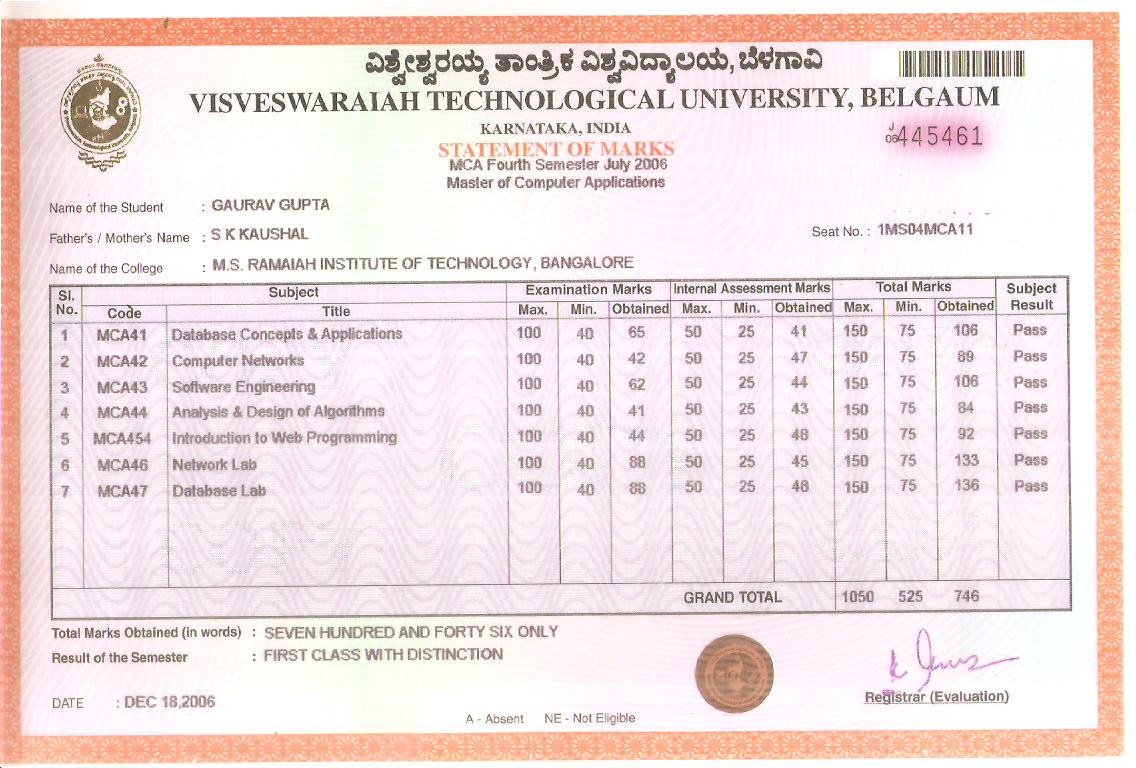 ವಿಶ್ವೇಶ್ವರಯ್ಯ ತಾಂತ್ರಿಕ ವಿಶ್ವವಿದ್ಯಾಲಯ, ಬೆಳಗಾವಿ
VISVESWARAIAH TECHNOLOGICAL UNIVERSITY, BELGAUM
KARNATAKA, INDIA
J06 445461
STATEMENT OF MARKS
MCA Fourth Semester July 2006
Master of Computer Applications
Name of the Student : GAURAV GUPTA
Father's / Mother's Name : S K KAUSHAL Seat No. : 1MS04MCA11
Name of the College : M.S. RAMAIAH INSTITUTE OF TECHNOLOGY, BANGALORE
Sl. No. Subject Examination Marks Internal Assessment Marks Total Marks Subject Result
Code Title Max. Min. Obtained Max. Min. Obtained Max. Min. Obtained
1 MCA41 Database Concepts & Applications 100 40 65 50 25 41 150 75 106 Pass
2 MCA42 Computer Networks 100 40 42 50 25 47 150 75 89 Pass
3 MCA43 Software Engineering 100 40 62 50 25 44 150 75 106 Pass
4 MCA44 Analysis & Design of Algorithms 100 40 41 50 25 43 150 75 84 Pass
5 MCA454 Introduction to Web Programming 100 40 44 50 25 48 150 75 92 Pass
6 MCA46 Network Lab 100 40 88 50 25 45 150 75 133 Pass
7 MCA47 Database Lab 100 40 88 50 25 48 150 75 136 Pass
GRAND TOTAL 1050 525 746
Total Marks Obtained (in words) : SEVEN HUNDRED AND FORTY SIX ONLY
Result of the Semester : FIRST CLASS WITH DISTINCTION
Registrar (Evaluation)
DATE : DEC 18,2006
A - Absent NE - Not Eligible